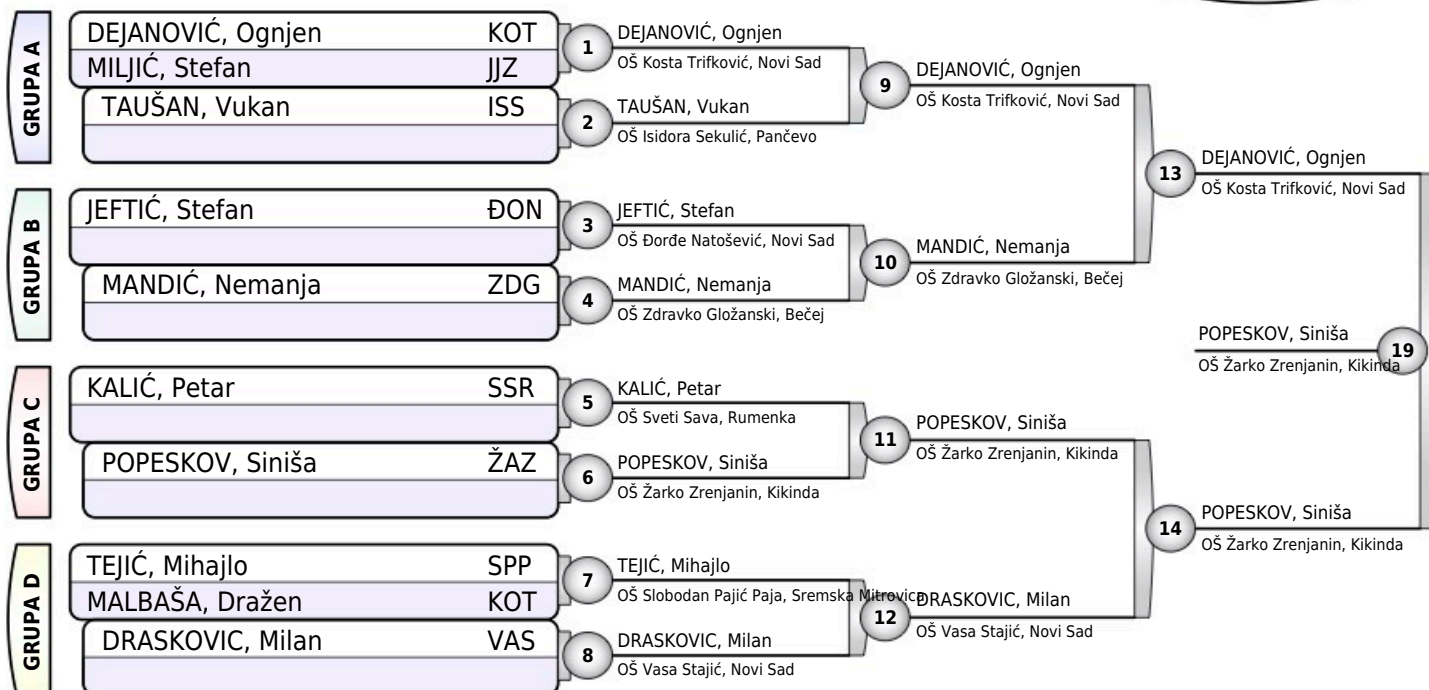 GRUPA A
DEJANOVIĆ, Ognjen KOT
MILJIĆ, Stefan JJZ
TAUŠAN, Vukan ISS
1
DEJANOVIĆ, Ognjen
OŠ Kosta Trifković, Novi Sad
2
TAUŠAN, Vukan
OŠ Isidora Sekulić, Pančevo
9
DEJANOVIĆ, Ognjen
OŠ Kosta Trifković, Novi Sad
GRUPA B
JEFTIĆ, Stefan ĐON
MANDIĆ, Nemanja ZDG
3
JEFTIĆ, Stefan
OŠ Đorđe Natošević, Novi Sad
4
MANDIĆ, Nemanja
OŠ Zdravko Gložanski, Bečej
10
MANDIĆ, Nemanja
OŠ Zdravko Gložanski, Bečej
13
DEJANOVIĆ, Ognjen
OŠ Kosta Trifković, Novi Sad
GRUPA C
KALIĆ, Petar SSR
POPESKOV, Siniša ŽAZ
5
KALIĆ, Petar
OŠ Sveti Sava, Rumenka
6
POPESKOV, Siniša
OŠ Žarko Zrenjanin, Kikinda
11
POPESKOV, Siniša
OŠ Žarko Zrenjanin, Kikinda
GRUPA D
TEJIĆ, Mihajlo SPP
MALBAŠA, Dražen KOT
DRASKOVIC, Milan VAS
7
TEJIĆ, Mihajlo
OŠ Slobodan Pajić Paja, Sremska Mitrovica
8
DRASKOVIC, Milan
OŠ Vasa Stajić, Novi Sad
12
DRASKOVIC, Milan
OŠ Vasa Stajić, Novi Sad
14
POPESKOV, Siniša
OŠ Žarko Zrenjanin, Kikinda
POPESKOV, Siniša
OŠ Žarko Zrenjanin, Kikinda
19